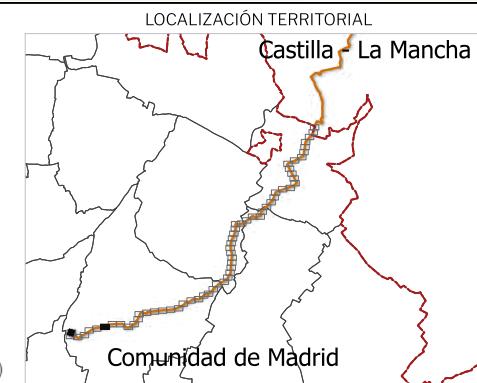 LOCALIZACIÓN TERRITORIAL
Castilla - La Mancha
Comunidad de Madrid